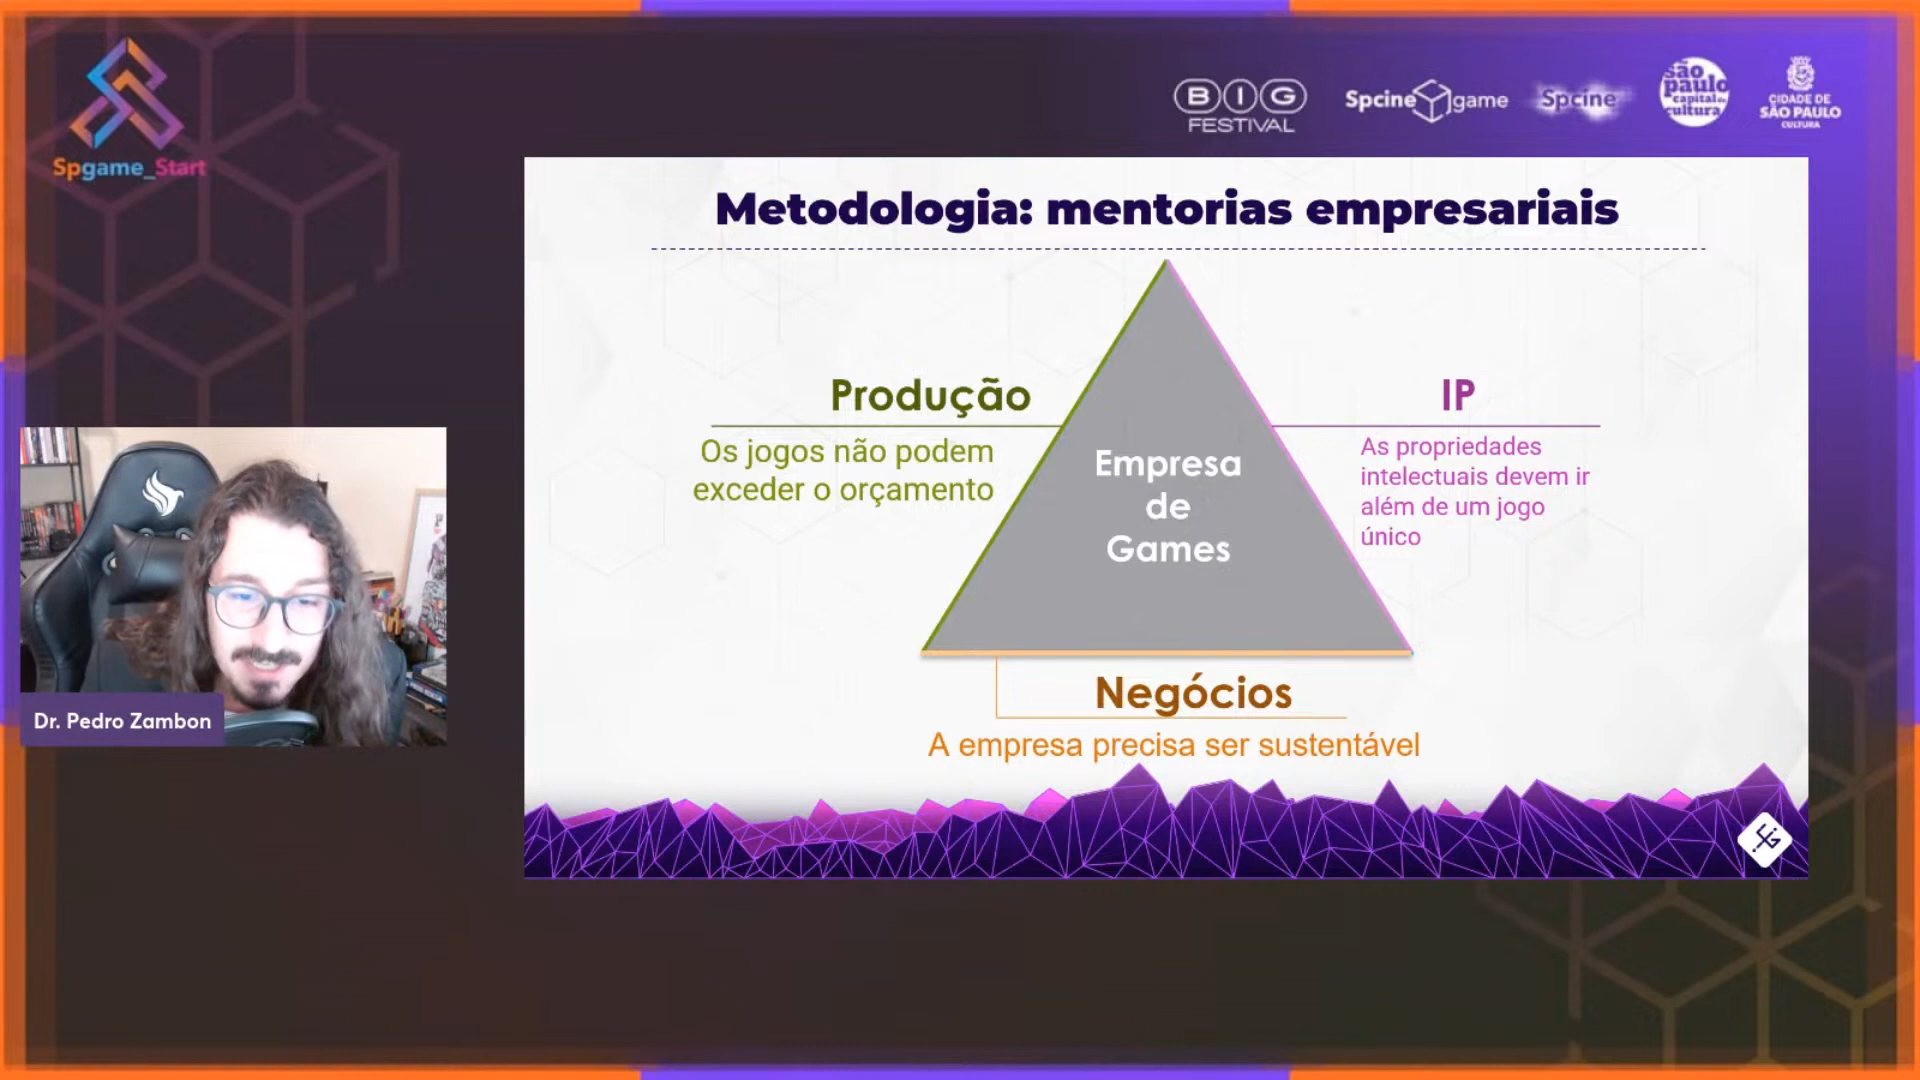 Spgame_Start
BIG
FESTIVAL
Spcine game
Spcine
são
paulo
capital da
cultura
CIDADE DE
SÃO PAULO
CULTURA
Metodologia: mentorias empresariais
Produção
Os jogos não podem
exceder o orçamento
IP
As propriedades
intelectuais devem ir
além de um jogo
único
Empresa
de
Games
Negócios
A empresa precisa ser sustentável
Dr. Pedro Zambon